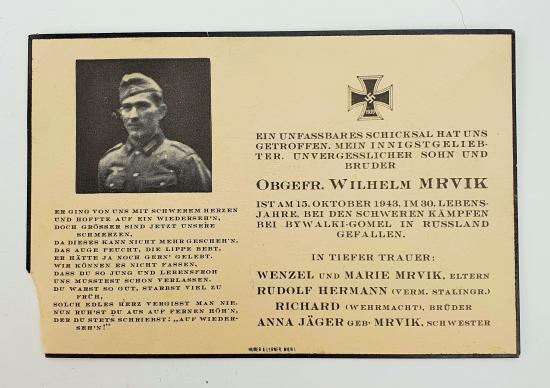 ER GING VON UNS MIT SCHWEREM HERZEN
UND HOFFTE AUF EIN WIEDERSEH'N,
DOCH GRÖSSER SIND JETZT UNSERE
SCHMERZEN,
DA DIESES KANN NICHT MEHR GESCHEH'N.
DAS AUGE FEUCHT, DIE LIPPE BEBT,
ER HÄTTE JA NOCH GERN' GELEBT.
WIR KÖNNEN ES NICHT FASSEN,
DASS DU SO JUNG UND LEBENSFROH
UNS MUSSTEST SCHON VERLASSEN.
DU WARST SO GUT, STARBST VIEL ZU
FRÜH,
SOLCH EDLES HERZ VERGISST MAN NIE.
NUN RUH'ST DU AUS AUF FERNEN HÖH'N,
DER DU STETS SCHRIEBST: „AUF WIEDER-
SEH'N!"
1939
EIN UNFASSBARES SCHICKSAL HAT UNS
GETROFFEN. MEIN INNIGSTGELIEB-
TER, UNVERGESSLICHER SOHN UND
BRUDER
OBGEFR. WILHELM MRVIK
IST AM 15. OKTOBER 1943, IM 30. LEBENS-
JAHRE, BEI DEN SCHWEREN KÄMPFEN
BEI BYWALKI-GOMEL IN RUSSLAND
GEFALLEN.
IN TIEFER TRAUER:
WENZEL UND MARIE MRVIK, ELTERN
RUDOLF HERMANN (VERM. STALINGR.)
RICHARD (WEHRMACHT), BRÜDER
ANNA JÄGER GEB. MRVIK, SCHWESTER